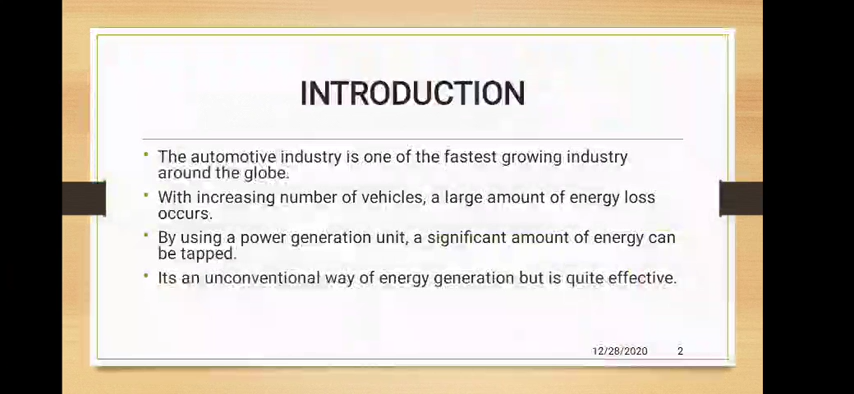 INTRODUCTION
The automotive industry is one of the fastest growing industry
around the globe.
With increasing number of vehicles, a large amount of energy loss
occurs.
By using a power generation unit, a significant amount of energy can
be tapped.
Its an unconventional way of energy generation but is quite effective.
12/28/2020 2